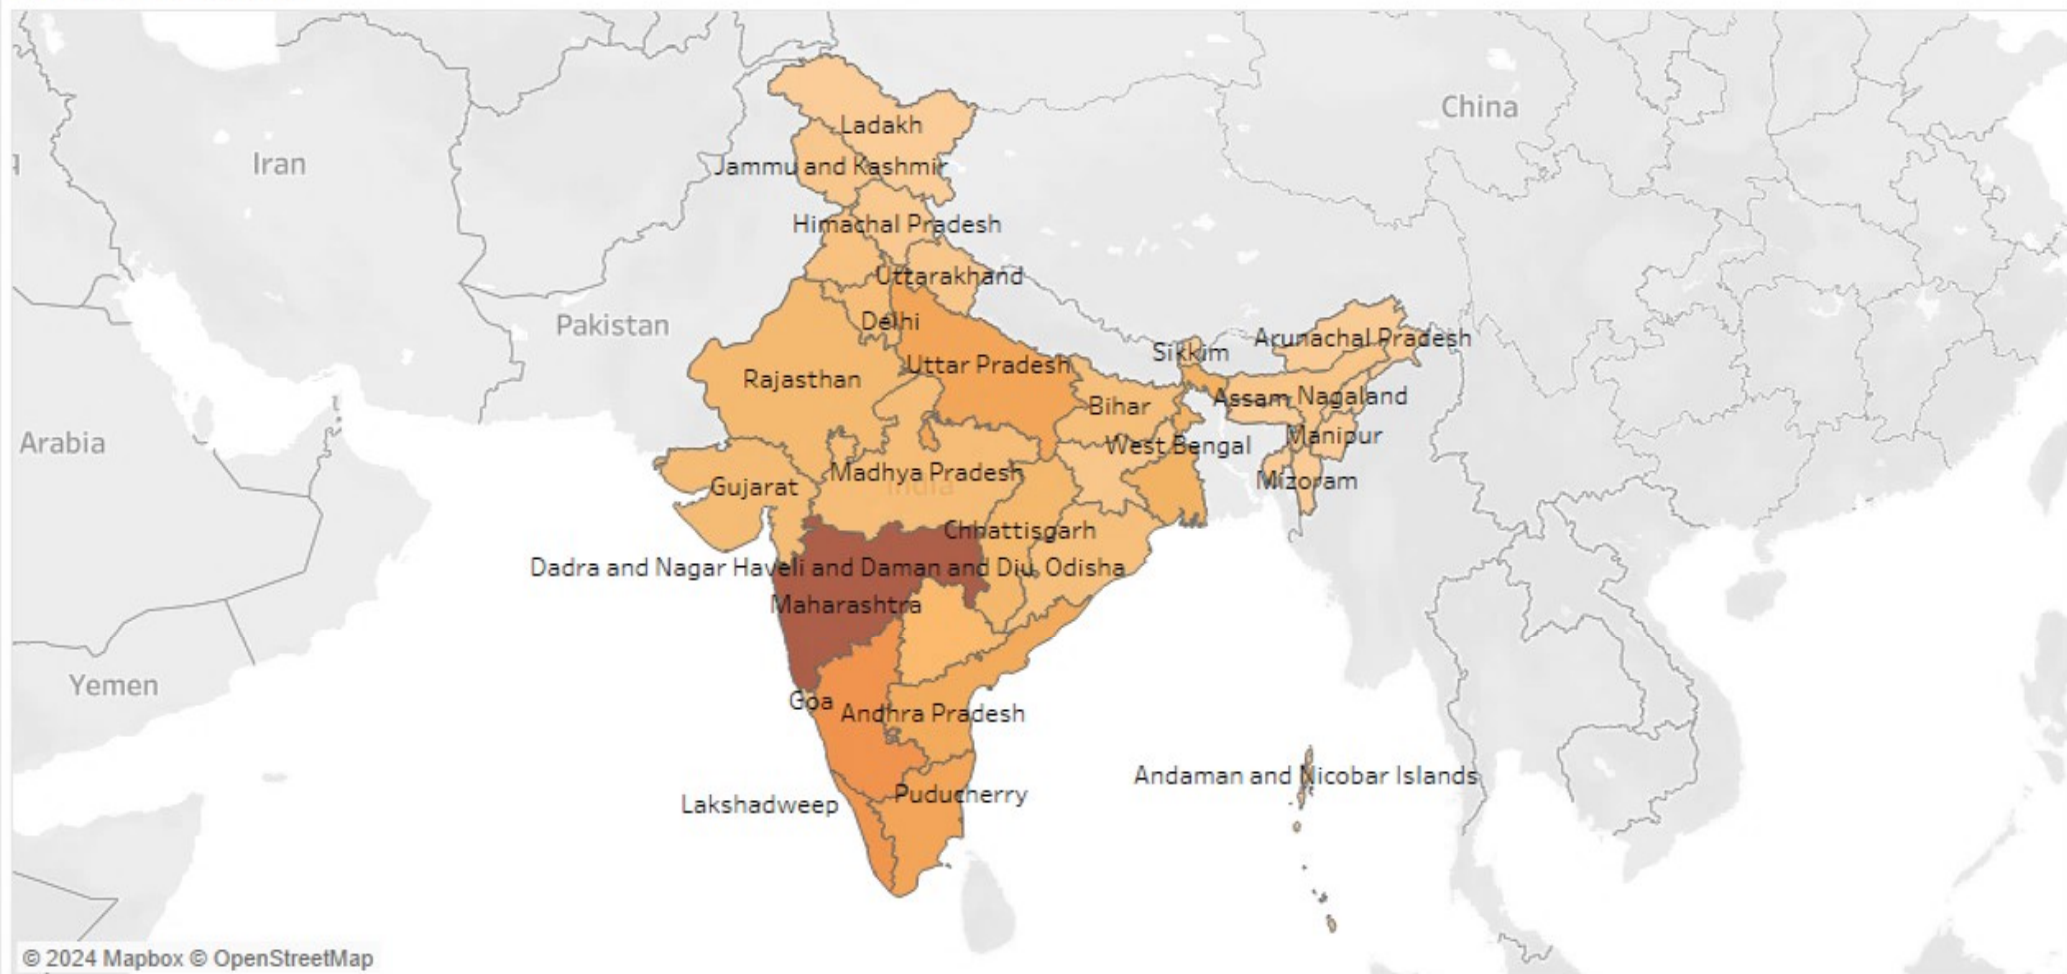 China
Ladakh
Iran
Jammu and Kashmir
Himachal Pradesh
Uttarakhand
Pakistan
Delhi
Arunachal Pradesh
Sikkim
Uttar Pradesh
Rajasthan
Bihar
Assam
Nagaland
Arabia
West Bengal
Manipur
Madhya Pradesh
India
Gujarat
Mizoram
Chhattisgarh
Dadra and Nagar Haveli and Daman and Diu
Odisha
Maharashtra
Yemen
Goa
Andhra Pradesh
Andaman and Nicobar Islands
Puducherry
Lakshadweep
© 2024 Mapbox © OpenStreetMap